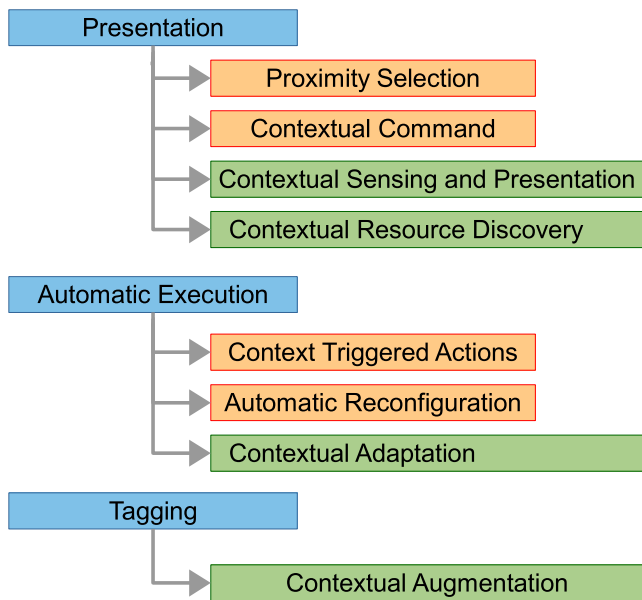 Presentation
Proximity Selection
Contextual Command
Contextual Sensing and Presentation
Contextual Resource Discovery
Automatic Execution
Context Triggered Actions
Automatic Reconfiguration
Contextual Adaptation
Tagging
Contextual Augmentation